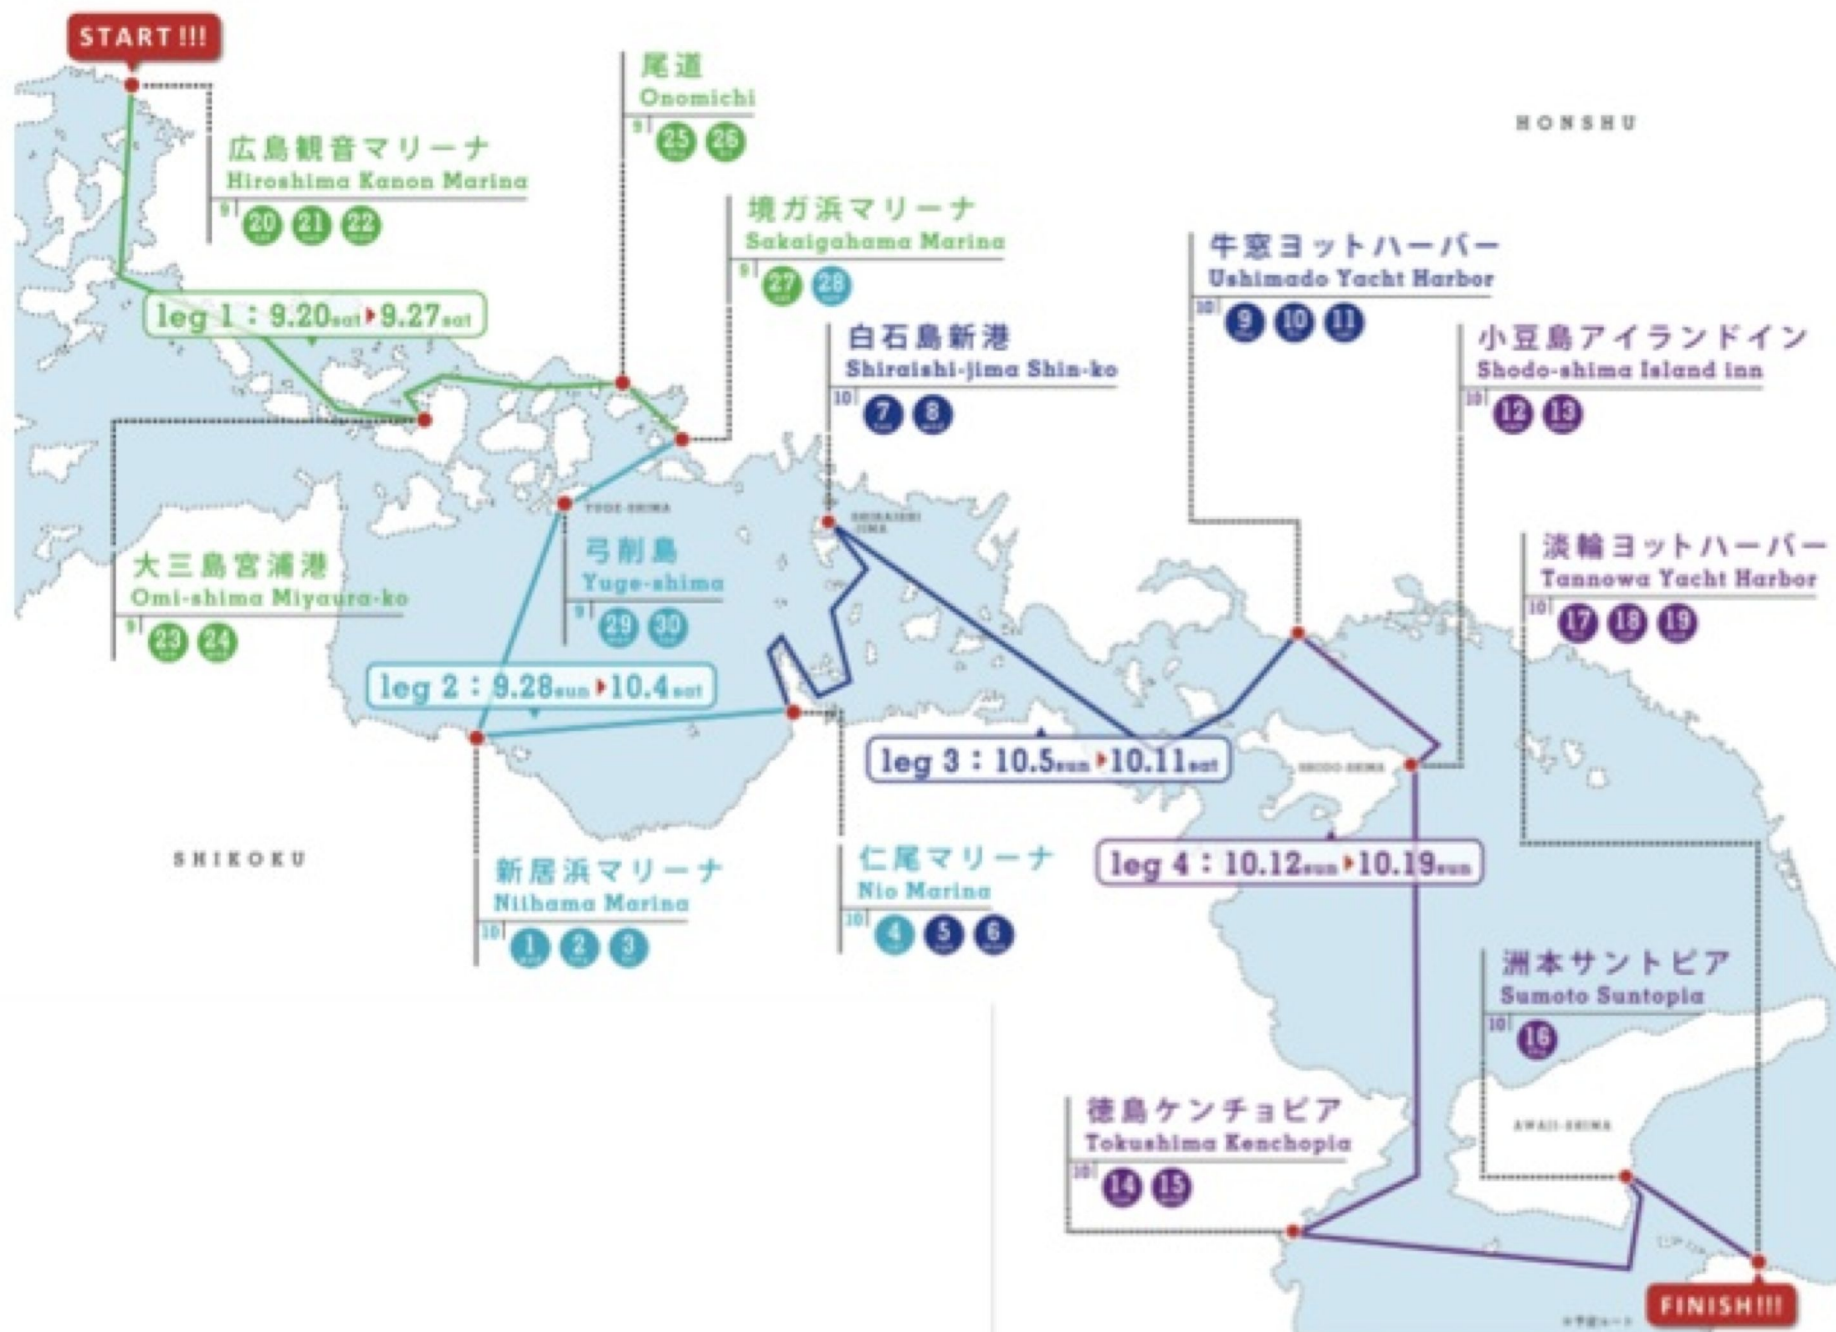 START!!!
広島観音マリーナ
Hiroshima Kanon Marina
9
20 21 22
leg 1 : 9.20sat 9.27sat
尾道
Onomichi
9
25 26
境ガ浜マリーナ
Sakaigahama Marina
9
27 28
HONSHU
白石島新港
Shiraishi-jima Shin-ko
10
7 8
牛窓ヨットハーバー
Ushimado Yacht Harbor
10
9 10 11
小豆島アイランドイン
Shodo-shima Island inn
10
12 13
淡輪ヨットハーバー
Tannowa Yacht Harbor
10
17 18 19
大三島宮浦港
Omi-shima Miyaura-ko
9
23 24
YUGE-SHIMA
弓削島
Yuge-shima
9
29 30
SHIRAISHI
JIMA
leg 2 : 9.28sun 10.4sat
leg 3 : 10.5sun 10.11sat
SHODO-SHIMA
leg 4 : 10.12sun 10.19sun
SHIKOKU
新居浜マリーナ
Niihama Marina
10
1 2 3
仁尾マリーナ
Nio Marina
10
4 5 6
洲本サントピア
Sumoto Suntopia
10
16
徳島ケンチョピア
Tokushima Kenchopia
10
14 15
AWAJI-SHIMA
FINISH!!!